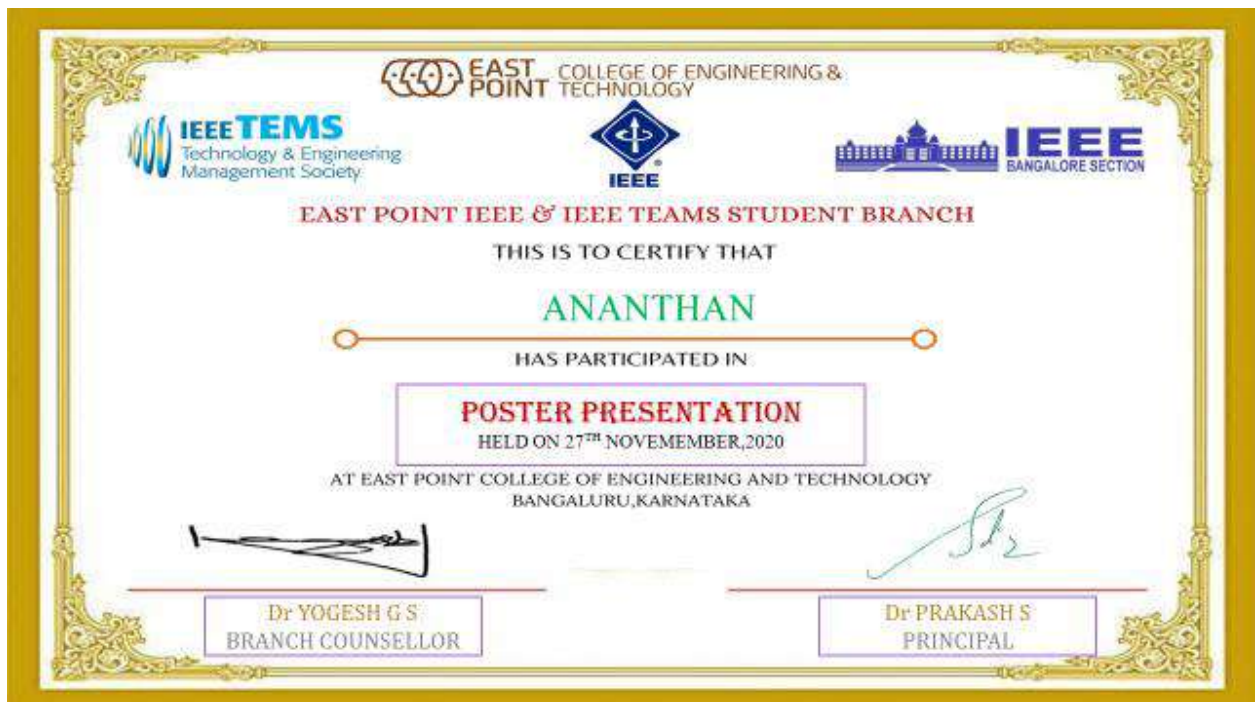 EAST POINT COLLEGE OF ENGINEERING & TECHNOLOGY
IEEE TEMS
Technology & Engineering
Management Society
IEEE
IEEE
BANGALORE SECTION
EAST POINT IEEE & IEEE TEAMS STUDENT BRANCH
THIS IS TO CERTIFY THAT
ANANTHAN
HAS PARTICIPATED IN
POSTER PRESENTATION
HELD ON 27TH NOVEMEMBER,2020
AT EAST POINT COLLEGE OF ENGINEERING AND TECHNOLOGY
BANGALURU,KARNATAKA
Dr YOGESH G S
BRANCH COUNSELLOR
Dr PRAKASH S
PRINCIPAL